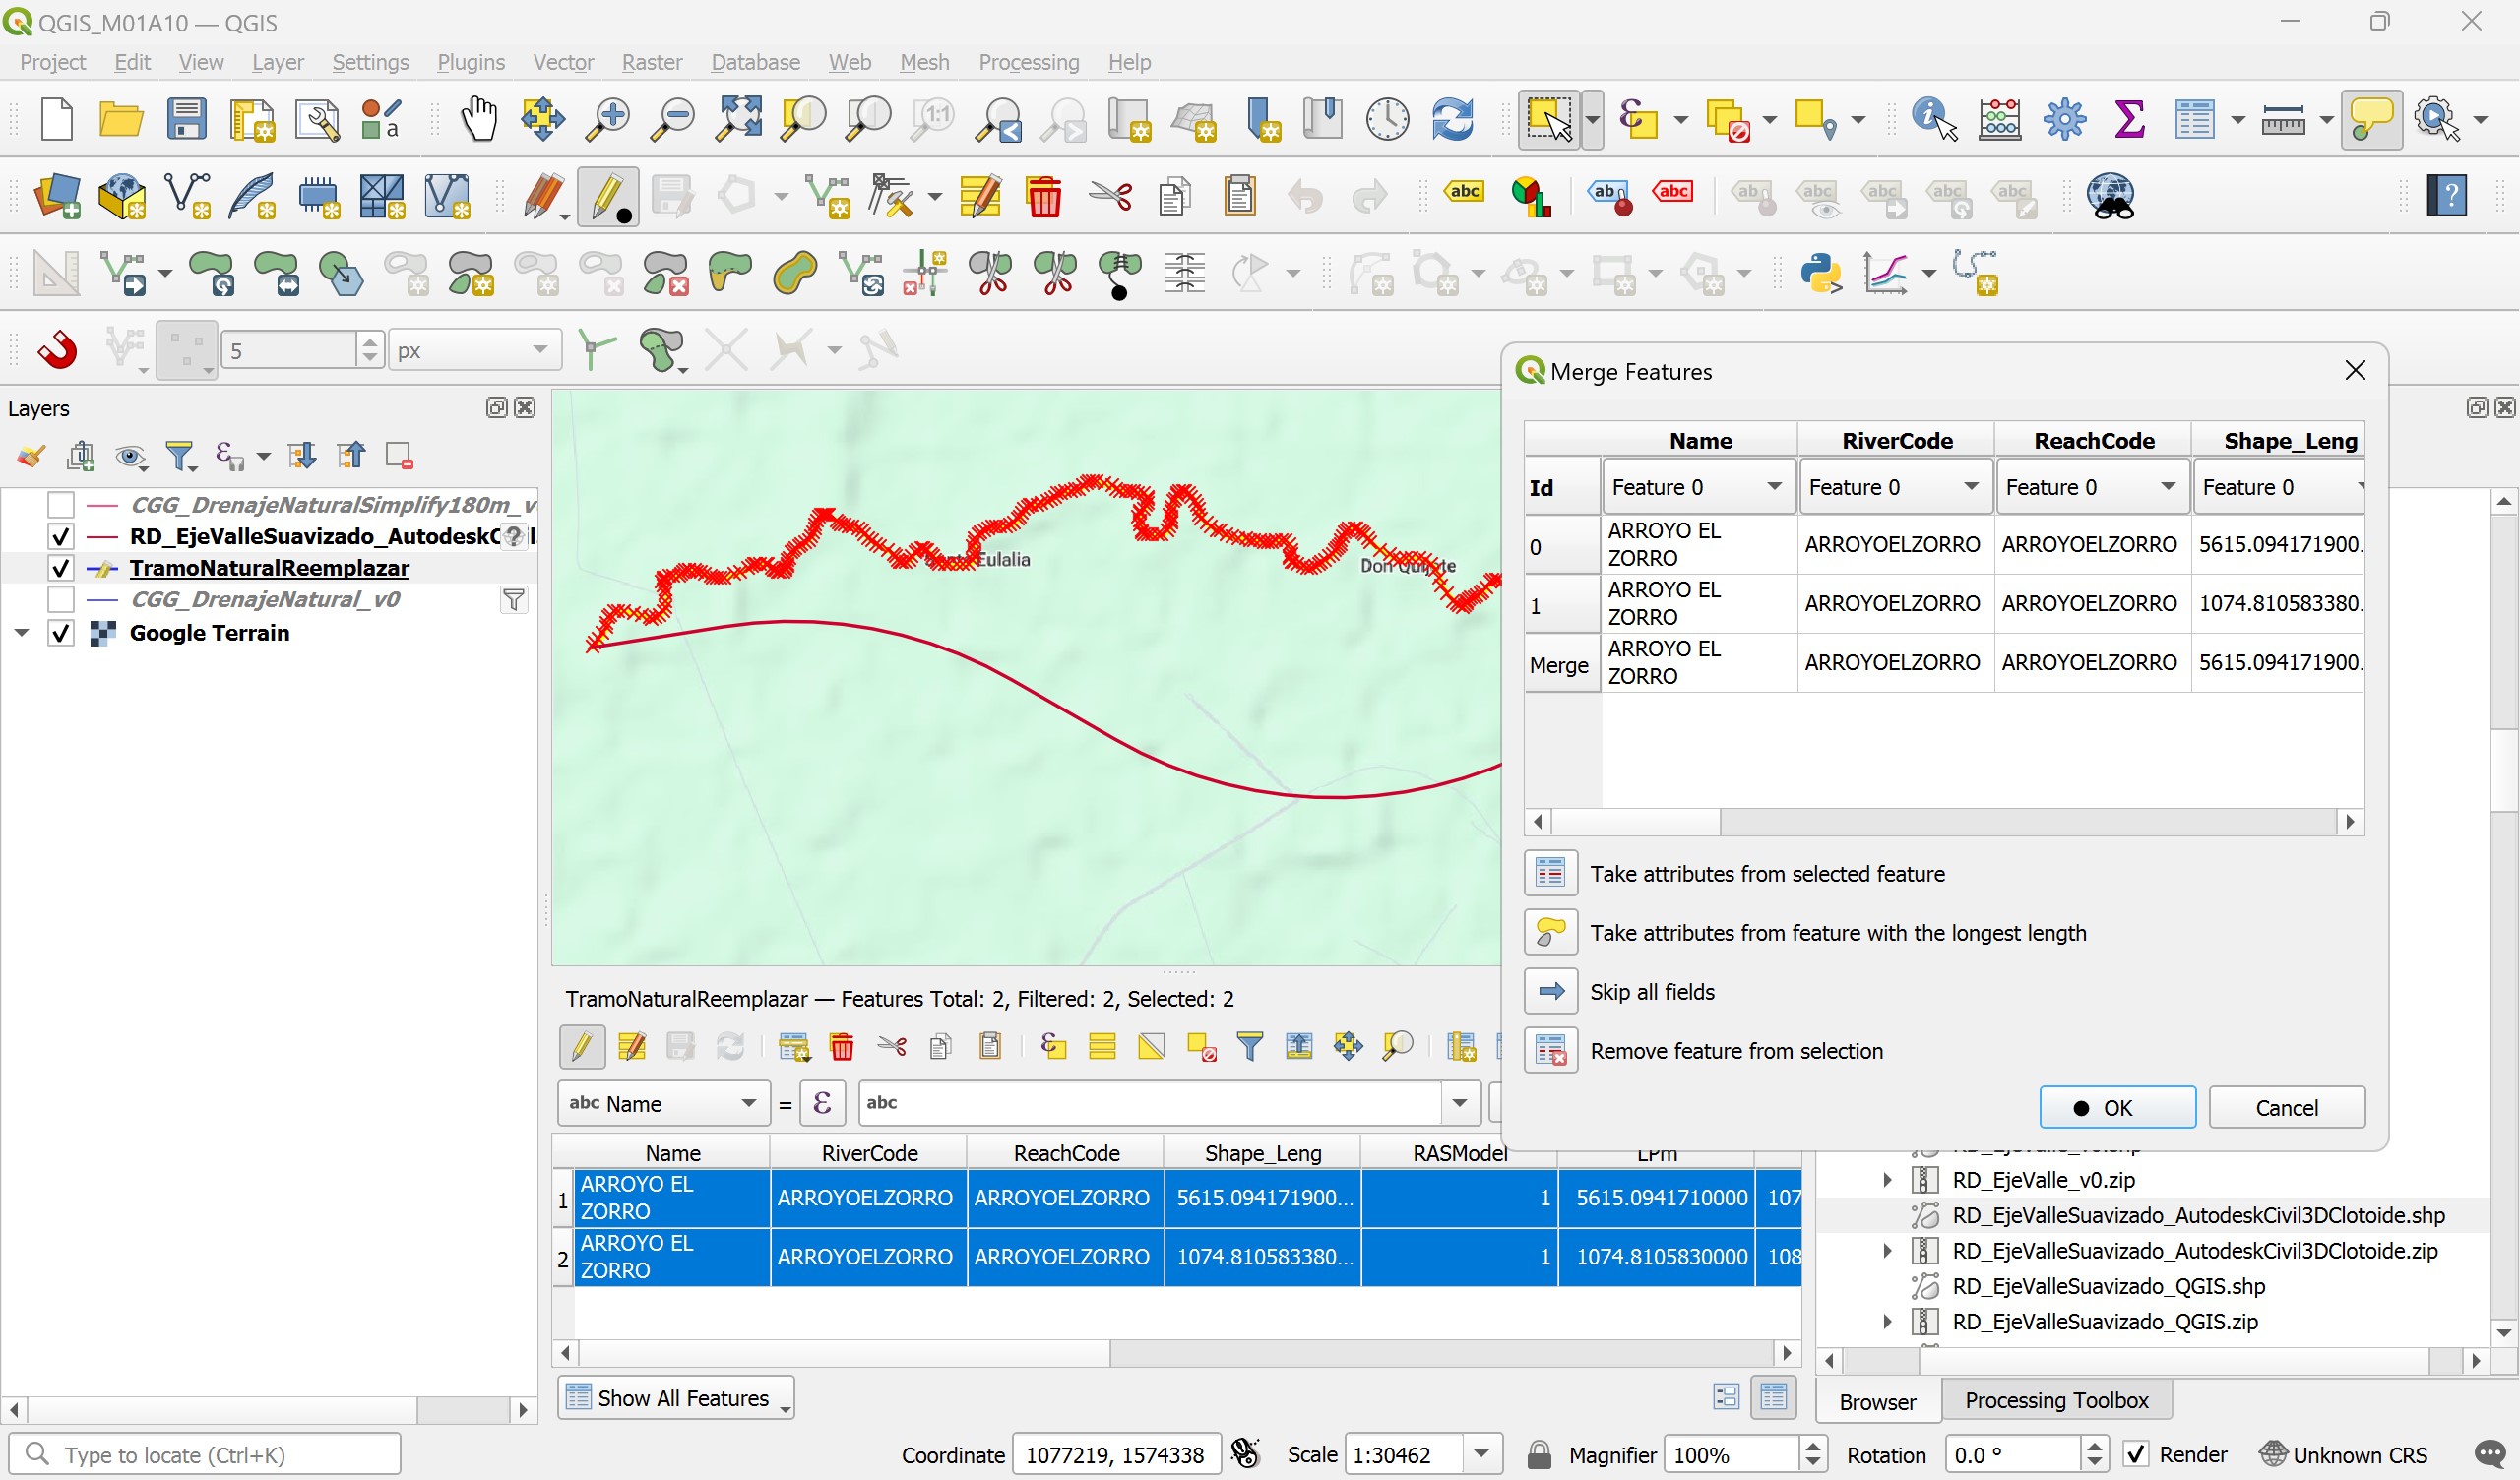 QGIS_M01A10 — QGIS
Project Edit View Layer Settings Plugins Vector Raster Database Web Mesh Processing Help
5 px
Layers
CGG_DrenajeNaturalSimplify180m_v
RD_EjeValleSuavizado_AutodeskC
TramoNaturalReemplazar
CGG_DrenajeNatural_v0
Google Terrain
Eulalia
Don Quijote
Merge Features
Name RiverCode ReachCode Shape_Leng
Id Feature 0 Feature 0 Feature 0 Feature 0
0 ARROYO EL ZORRO ARROYOELZORRO ARROYOELZORRO 5615.094171900.
1 ARROYO EL ZORRO ARROYOELZORRO ARROYOELZORRO 1074.810583380.
Merge ARROYO EL ZORRO ARROYOELZORRO ARROYOELZORRO 5615.094171900.
Take attributes from selected feature
Take attributes from feature with the longest length
Skip all fields
Remove feature from selection
OK Cancel
TramoNaturalReemplazar — Features Total: 2, Filtered: 2, Selected: 2
abc Name = ε abc
Name RiverCode ReachCode Shape_Leng RASModel LPm
1 ARROYO EL ZORRO ARROYOELZORRO ARROYOELZORRO 5615.094171900... 1 5615.0941710000 107
2 ARROYO EL ZORRO ARROYOELZORRO ARROYOELZORRO 1074.810583380... 1 1074.8105830000 108
Show All Features
RD_EjeValle_v0.zip
RD_EjeValleSuavizado_AutodeskCivil3DClotoide.shp
RD_EjeValleSuavizado_AutodeskCivil3DClotoide.zip
RD_EjeValleSuavizado_QGIS.shp
RD_EjeValleSuavizado_QGIS.zip
Browser Processing Toolbox
Type to locate (Ctrl+K) Coordinate 1077219, 1574338 Scale 1:30462 Magnifier 100% Rotation 0.0 ° Render Unknown CRS